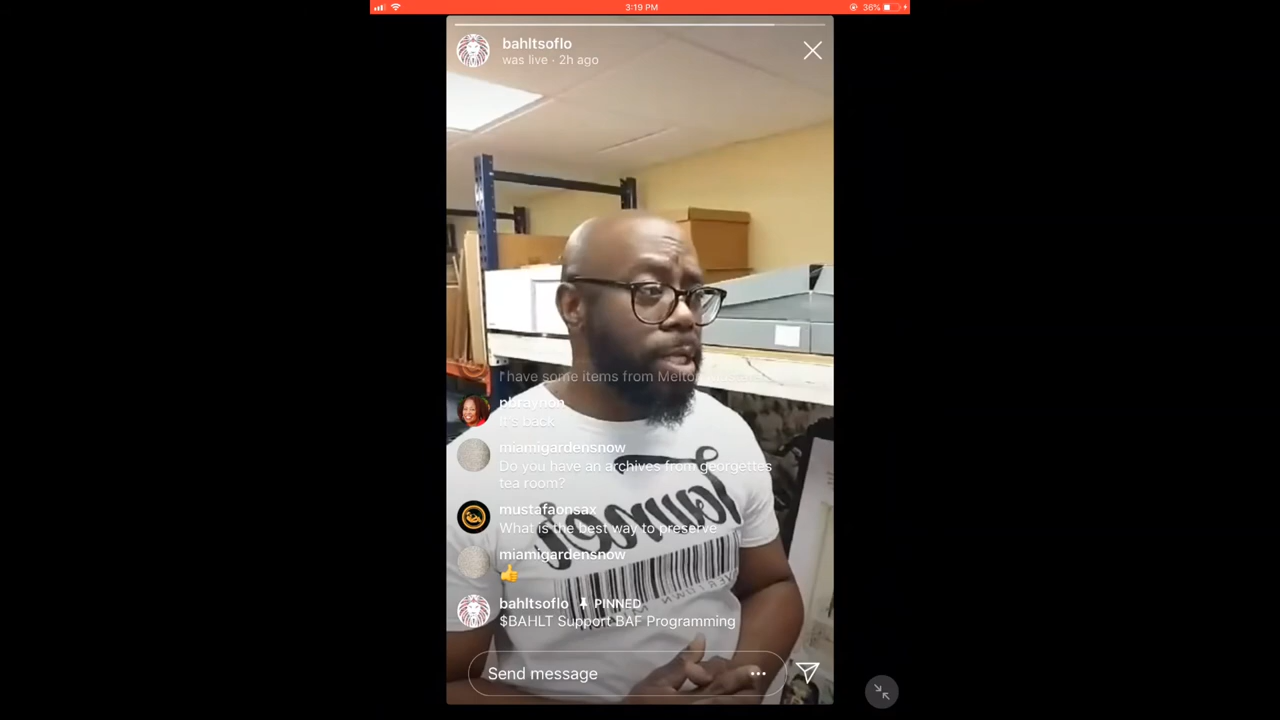 3:19 PM
36%
bahltsoflo
was live · 2h ago
I have some items from
pbraynon
It's back
miamigardensnow
Do you have an archives from georgettes
tea room?
mustafaonsax
What is the best way to preserve
miamigardensnow
👍
bahltsoflo PINNED
$BAHLT Support BAF Programming
Send message